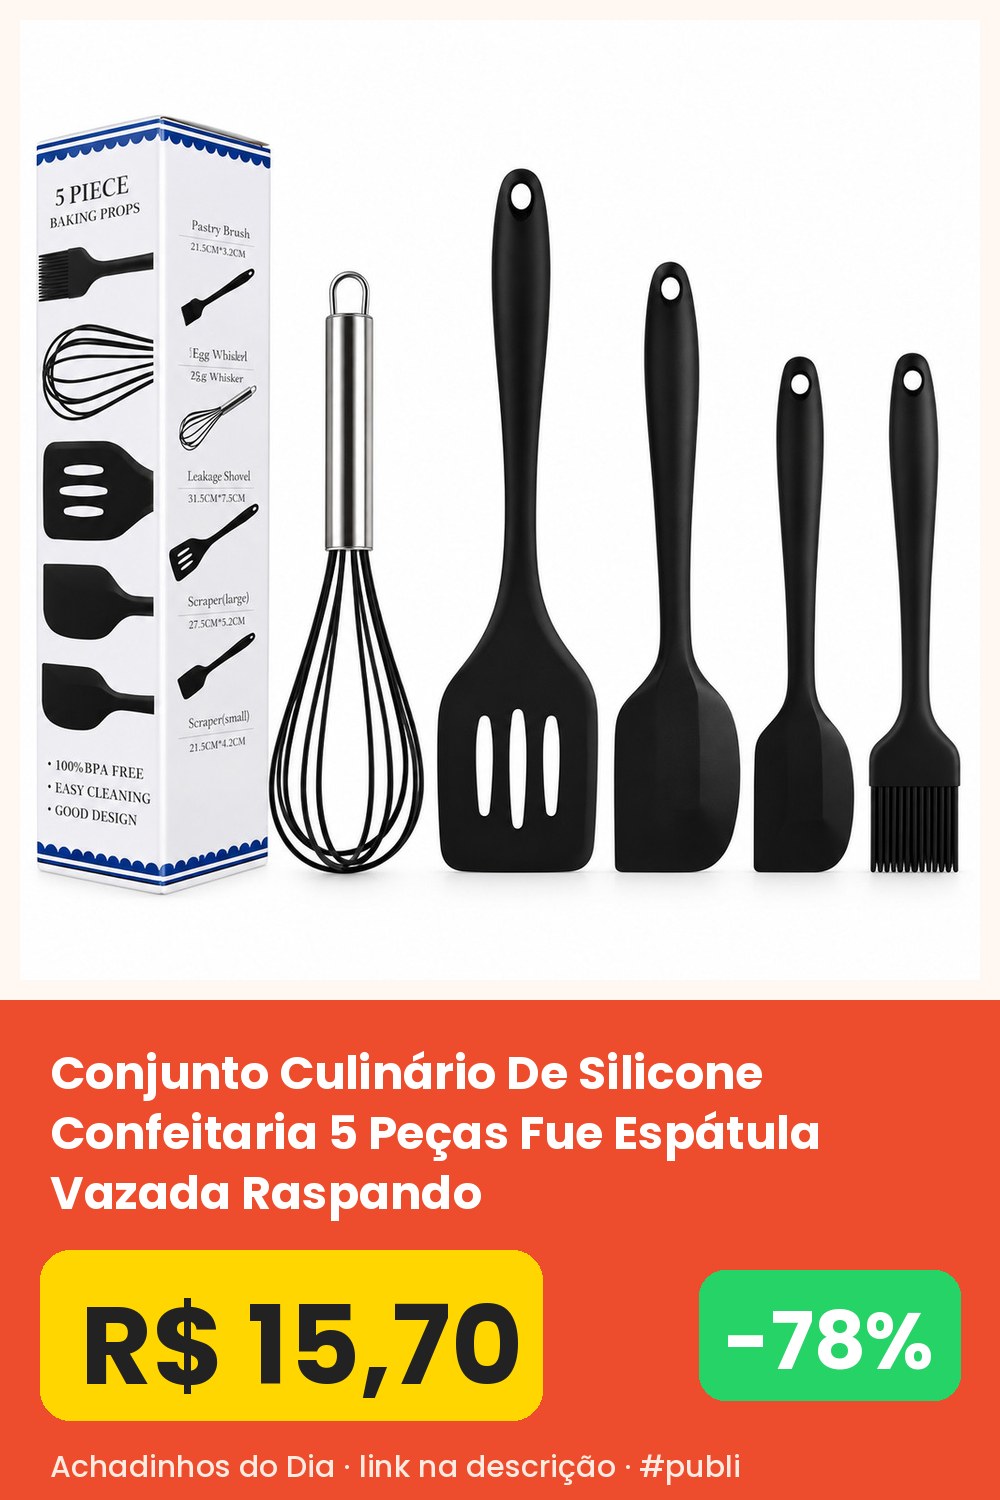 5 PIECE
BAKING PROPS
Pastry Brush
21.5CM*3.2CM
Egg
Whisker
Leakage Shovel
31.5CM*7.5CM
Scraper(large)
27.5CM*5.2CM
Scraper(small)
21.5CM*4.2CM
• 100%BPA FREE
• EASY CLEANING
• GOOD DESIGN
Conjunto Culinário De Silicone
Confeitaria 5 Peças Fue Espátula
Vazada Raspando
R$ 15,70
-78%
Achadinhos do Dia · link na descrição · #publi